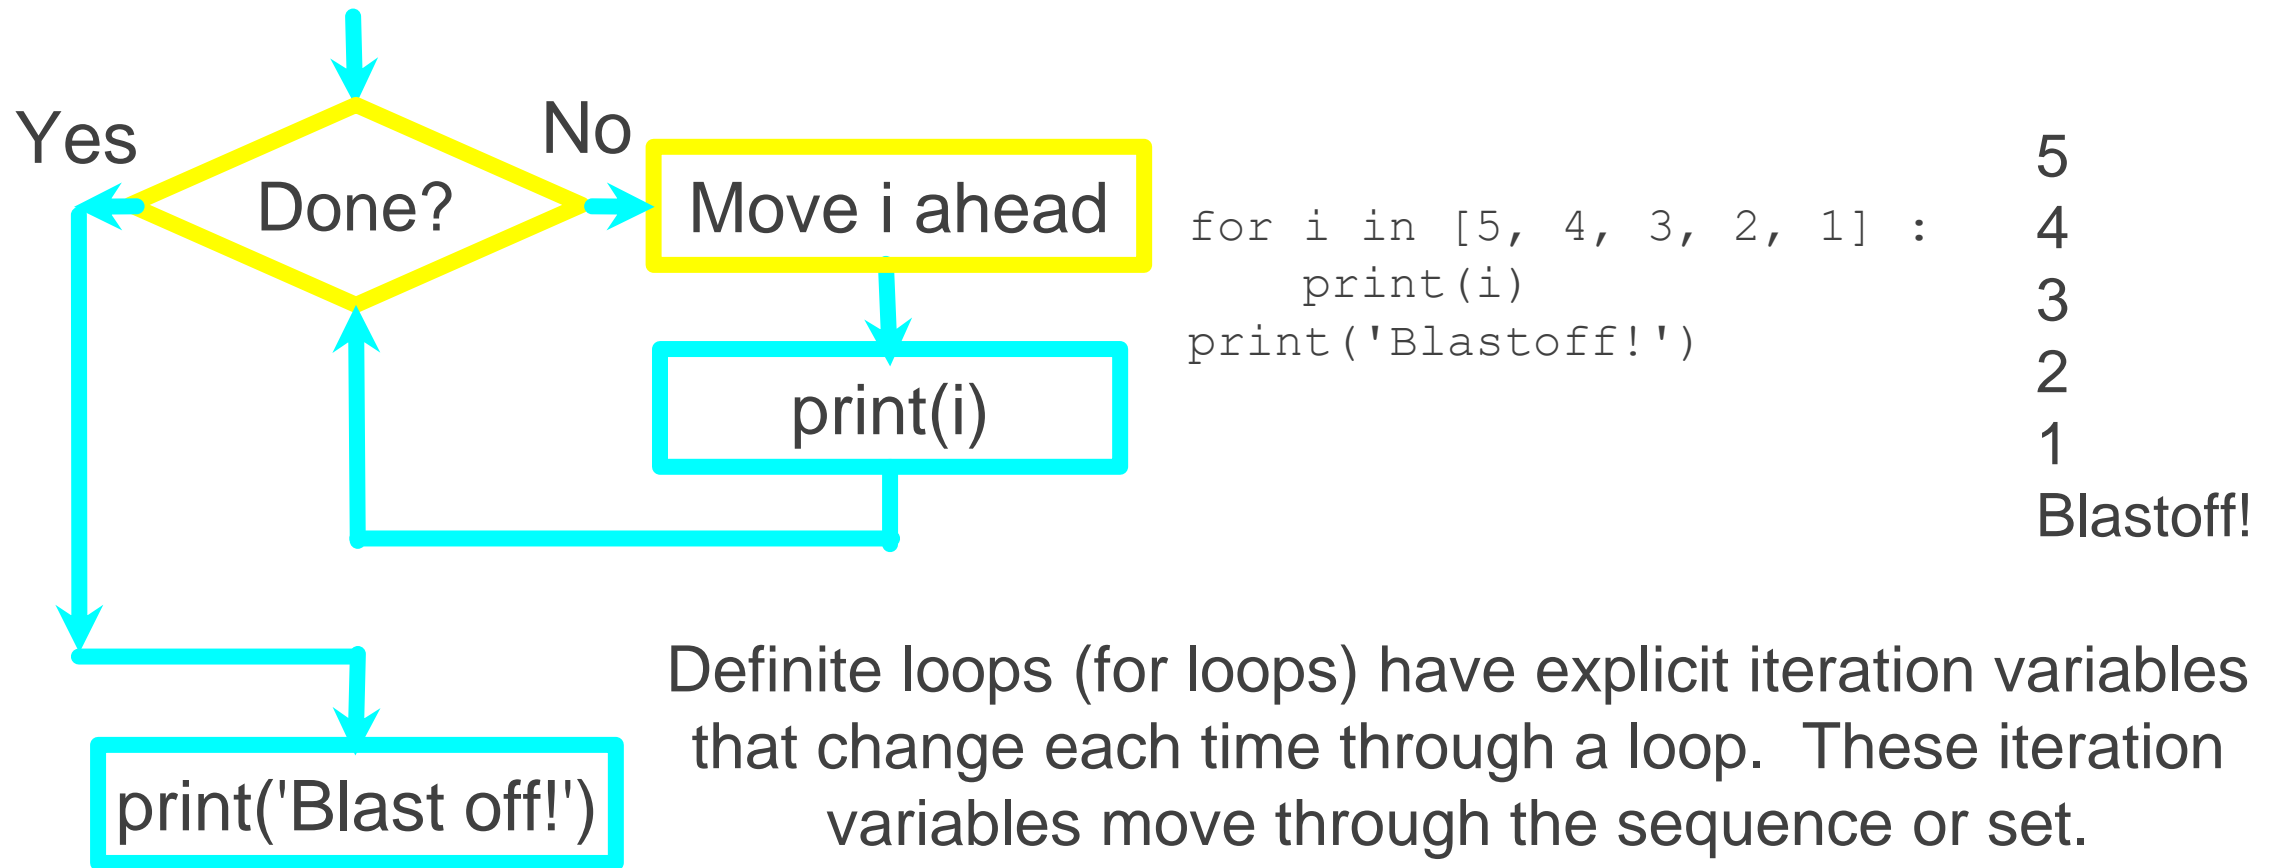 Yes
No
Done?
Move i ahead
print(i)
print('Blast off!')
for i in [5, 4, 3, 2, 1] :
    print(i)
print('Blastoff!')
5
4
3
2
1
Blastoff!
Definite loops (for loops) have explicit iteration variables
that change each time through a loop.  These iteration
variables move through the sequence or set.